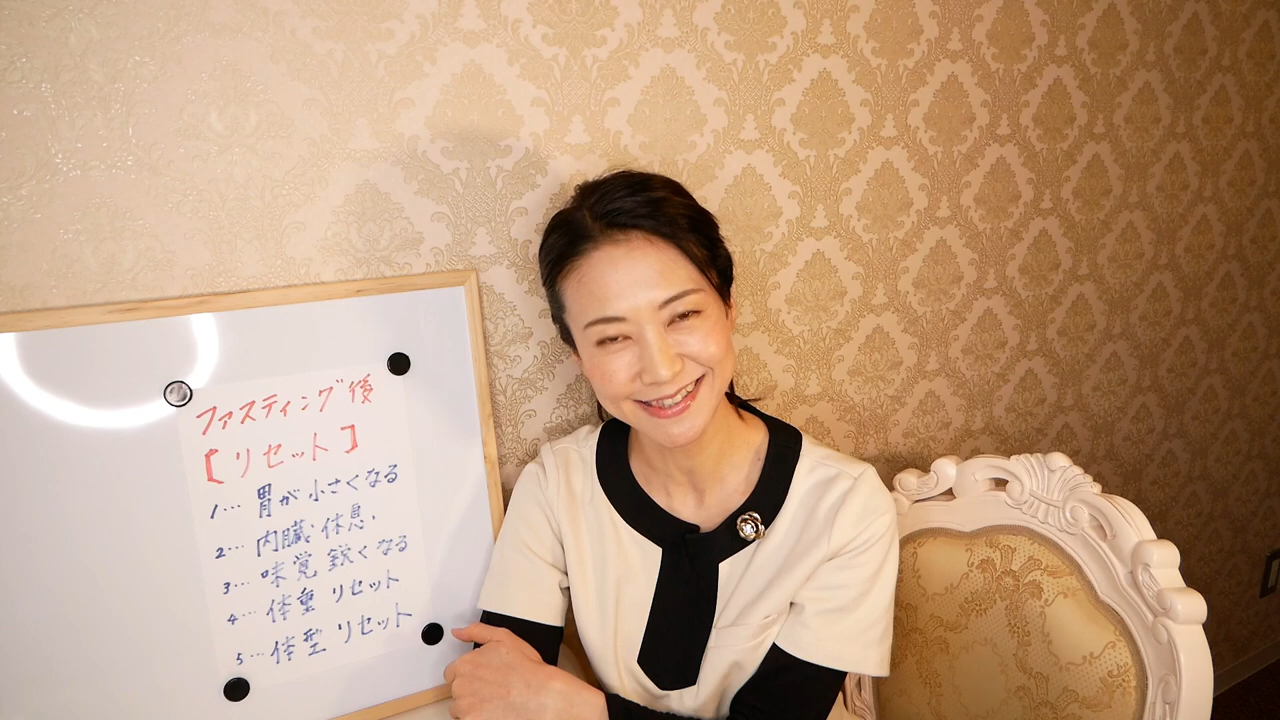 ファスティング後
【リセット】
1… 胃が小さくなる
2… 内臓休息.
3… 味覚鋭くなる
4… 体重リセット
5… 体型リセット